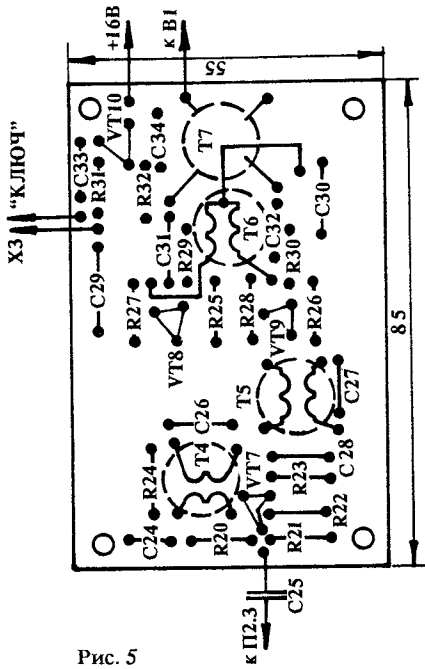 +16В
к В1
55
"КЛЮЧ"
Х3
VT10
C33
R31
R32
C34
T7
C29
C31
R29
T6
C32
R30
C30
R27
VT8
R25
R28
VT9
R26
T5
C27
C26
T4
R24
VT7
R23
C28
C24
R20
R21
R22
85
C25
к П2.3
Рис. 5